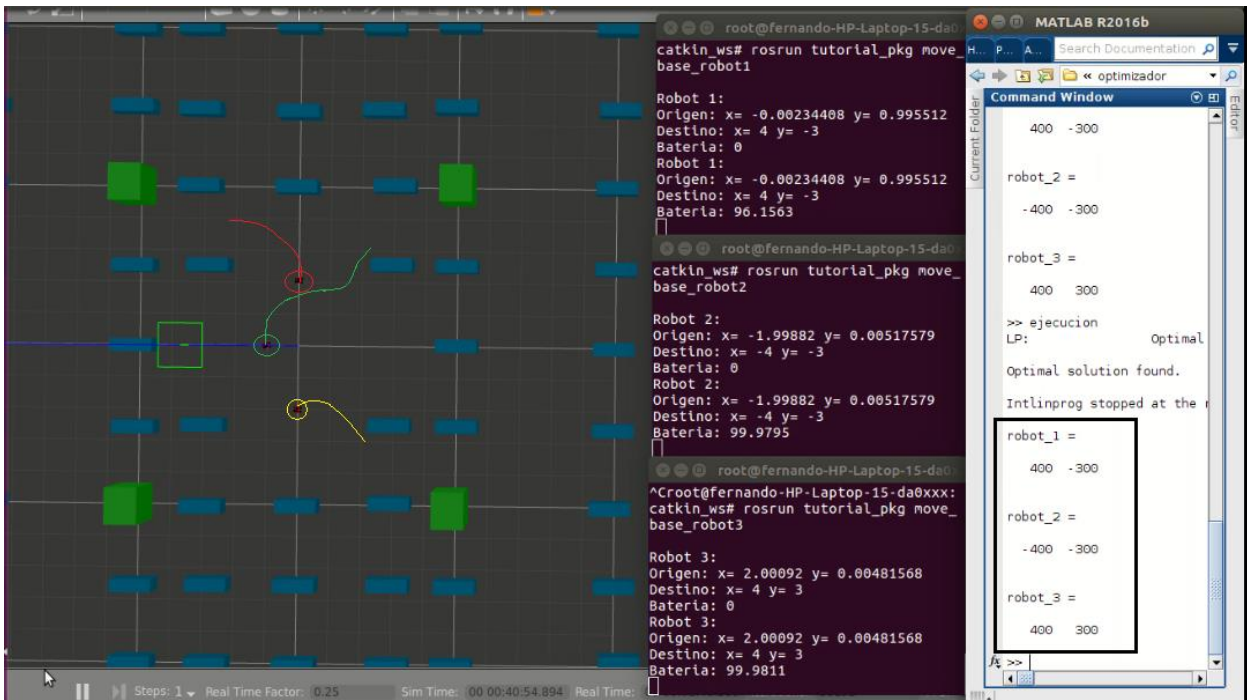 root@fernando-HP-Laptop-15-da0
catkin_ws# rosrun tutorial_pkg move_
base_robot1
Robot 1:
Origen: x= -0.00234408 y= 0.995512
Destino: x= 4 y= -3
Bateria: 0
Robot 1:
Origen: x= -0.00234408 y= 0.995512
Destino: x= 4 y= -3
Bateria: 96.1563
root@fernando-HP-Laptop-15-da0
catkin_ws# rosrun tutorial_pkg move_
base_robot2
Robot 2:
Origen: x= -1.99882 y= 0.00517579
Destino: x= -4 y= -3
Bateria: 0
Robot 2:
Origen: x= -1.99882 y= 0.00517579
Destino: x= -4 y= -3
Bateria: 99.9795
root@fernando-HP-Laptop-15-da0
^Croot@fernando-HP-Laptop-15-da0xxx:
catkin_ws# rosrun tutorial_pkg move_
base_robot3
Robot 3:
Origen: x= 2.00092 y= 0.00481568
Destino: x= 4 y= 3
Bateria: 0
Robot 3:
Origen: x= 2.00092 y= 0.00481568
Destino: x= 4 y= 3
Bateria: 99.9811
MATLAB R2016b
H... P... A... Search Documentation
« optimizador
Current Folder
Command Window
Editor
400 -300
robot_2 =
-400 -300
robot_3 =
400 300
>> ejecucion
LP: Optimal
Optimal solution found.
Intlinprog stopped at the
robot_1 =
400 -300
robot_2 =
-400 -300
robot_3 =
400 300
fx >>
Steps: 1 Real Time Factor: 0.25 Sim Time: 00 00:40:54.894 Real Time: